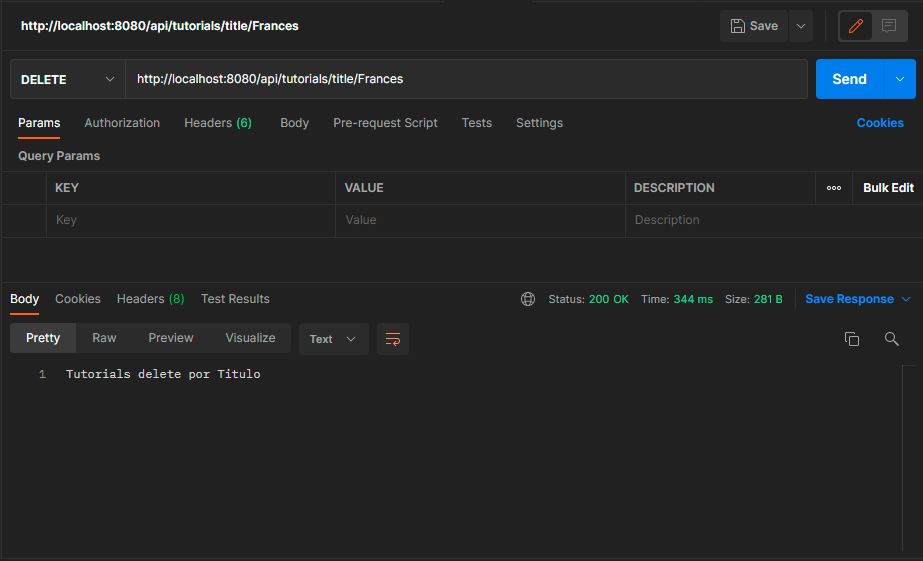 http://localhost:8080/api/tutorials/title/Frances Save
DELETE http://localhost:8080/api/tutorials/title/Frances Send
Params Authorization Headers (6) Body Pre-request Script Tests Settings Cookies
Query Params
KEY VALUE DESCRIPTION ooo Bulk Edit
Key Value Description
Body Cookies Headers (8) Test Results Status: 200 OK Time: 344 ms Size: 281 B Save Response
Pretty Raw Preview Visualize Text
1 Tutorials delete por Titulo